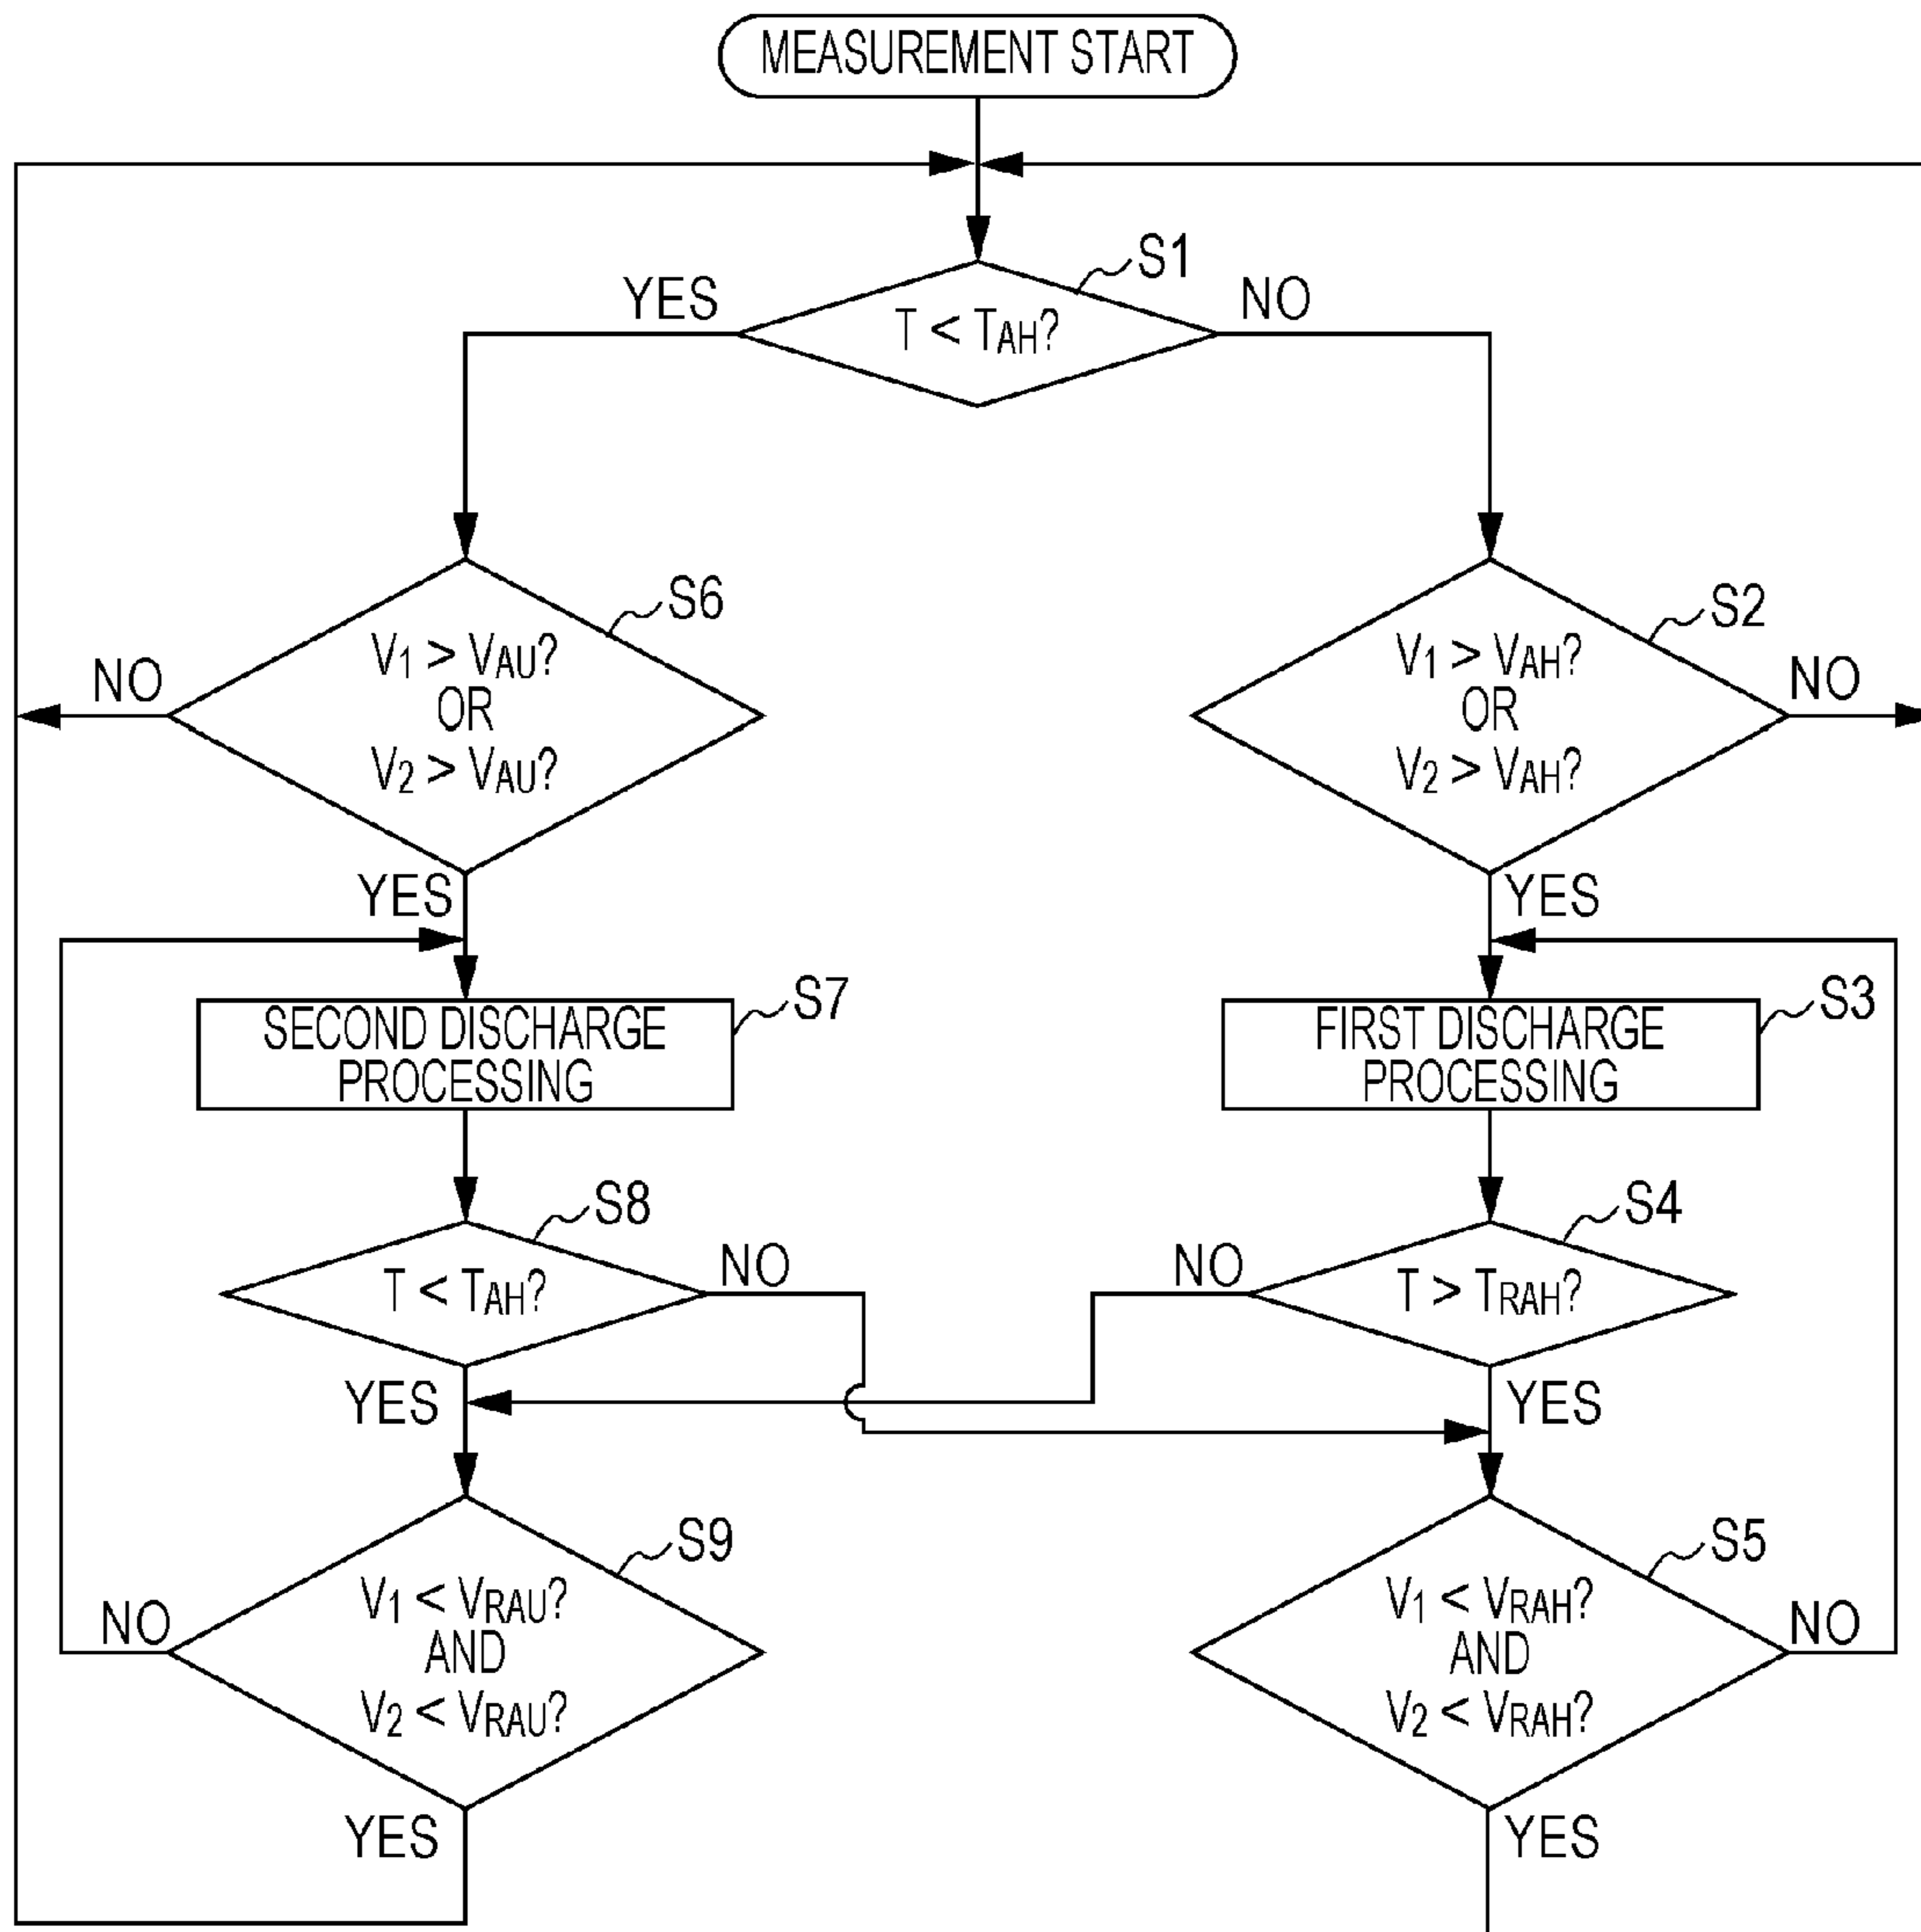 MEASUREMENT START
S1
YES
NO
T < TAH?
S6
S2
V1 > VAU?
OR
V2 > VAU?
V1 > VAH?
OR
V2 > VAH?
NO
NO
YES
YES
S7
S3
SECOND DISCHARGE
PROCESSING
FIRST DISCHARGE
PROCESSING
S8
S4
T < TAH?
NO
NO
T > TRAH?
YES
YES
S9
S5
V1 < VRAU?
AND
V2 < VRAU?
V1 < VRAH?
AND
V2 < VRAH?
NO
NO
YES
YES